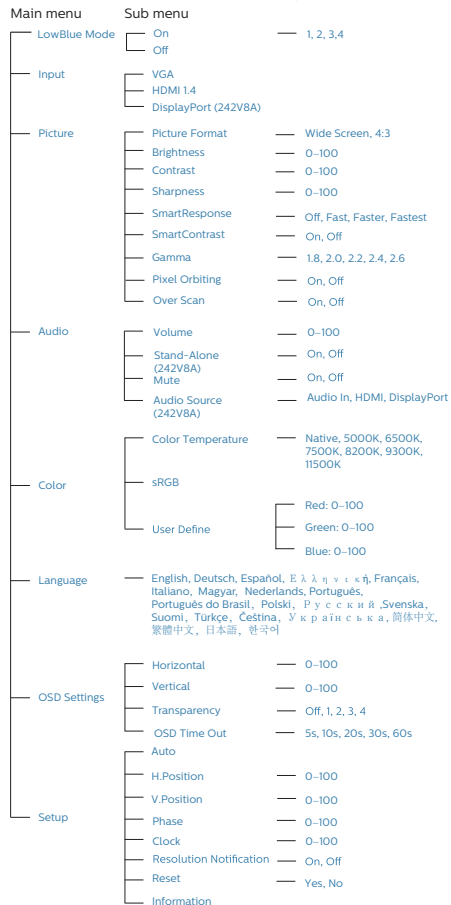 Main menu Sub menu
LowBlue Mode On 1, 2, 3,4
Off
Input VGA
HDMI 1.4
DisplayPort (242V8A)
Picture Picture Format Wide Screen, 4:3
Brightness 0–100
Contrast 0–100
Sharpness 0–100
SmartResponse Off, Fast, Faster, Fastest
SmartContrast On, Off
Gamma 1.8, 2.0, 2.2, 2.4, 2.6
Pixel Orbiting On, Off
Over Scan On, Off
Audio Volume 0–100
Stand-Alone On, Off
(242V8A)
Mute On, Off
Audio Source Audio In, HDMI, DisplayPort
(242V8A)
Color Temperature Native, 5000K, 6500K,
7500K, 8200K, 9300K,
11500K
Color sRGB
Red: 0–100
User Define Green: 0–100
Blue: 0–100
Language English, Deutsch, Español, Ελληνική, Français,
Italiano, Magyar, Nederlands, Português,
Português do Brasil, Polski, Русский ,Svenska,
Suomi, Türkçe, Čeština, Українська, 简体中文,
繁體中文, 日本語, 한국어
OSD Settings Horizontal 0–100
Vertical 0–100
Transparency Off, 1, 2, 3, 4
OSD Time Out 5s, 10s, 20s, 30s, 60s
Setup Auto
H.Position 0–100
V.Position 0–100
Phase 0–100
Clock 0–100
Resolution Notification On, Off
Reset Yes, No
Information